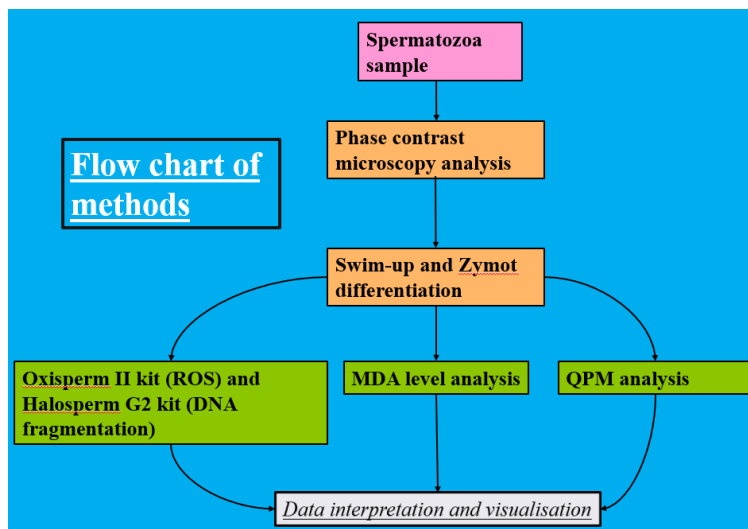 Spermatozoa
sample
Phase contrast
microscopy analysis
Flow chart of
methods
Swim-up and Zymot
differentiation
Oxisperm II kit (ROS) and
Halosperm G2 kit (DNA
fragmentation)
MDA level analysis
QPM analysis
Data interpretation and visualisation